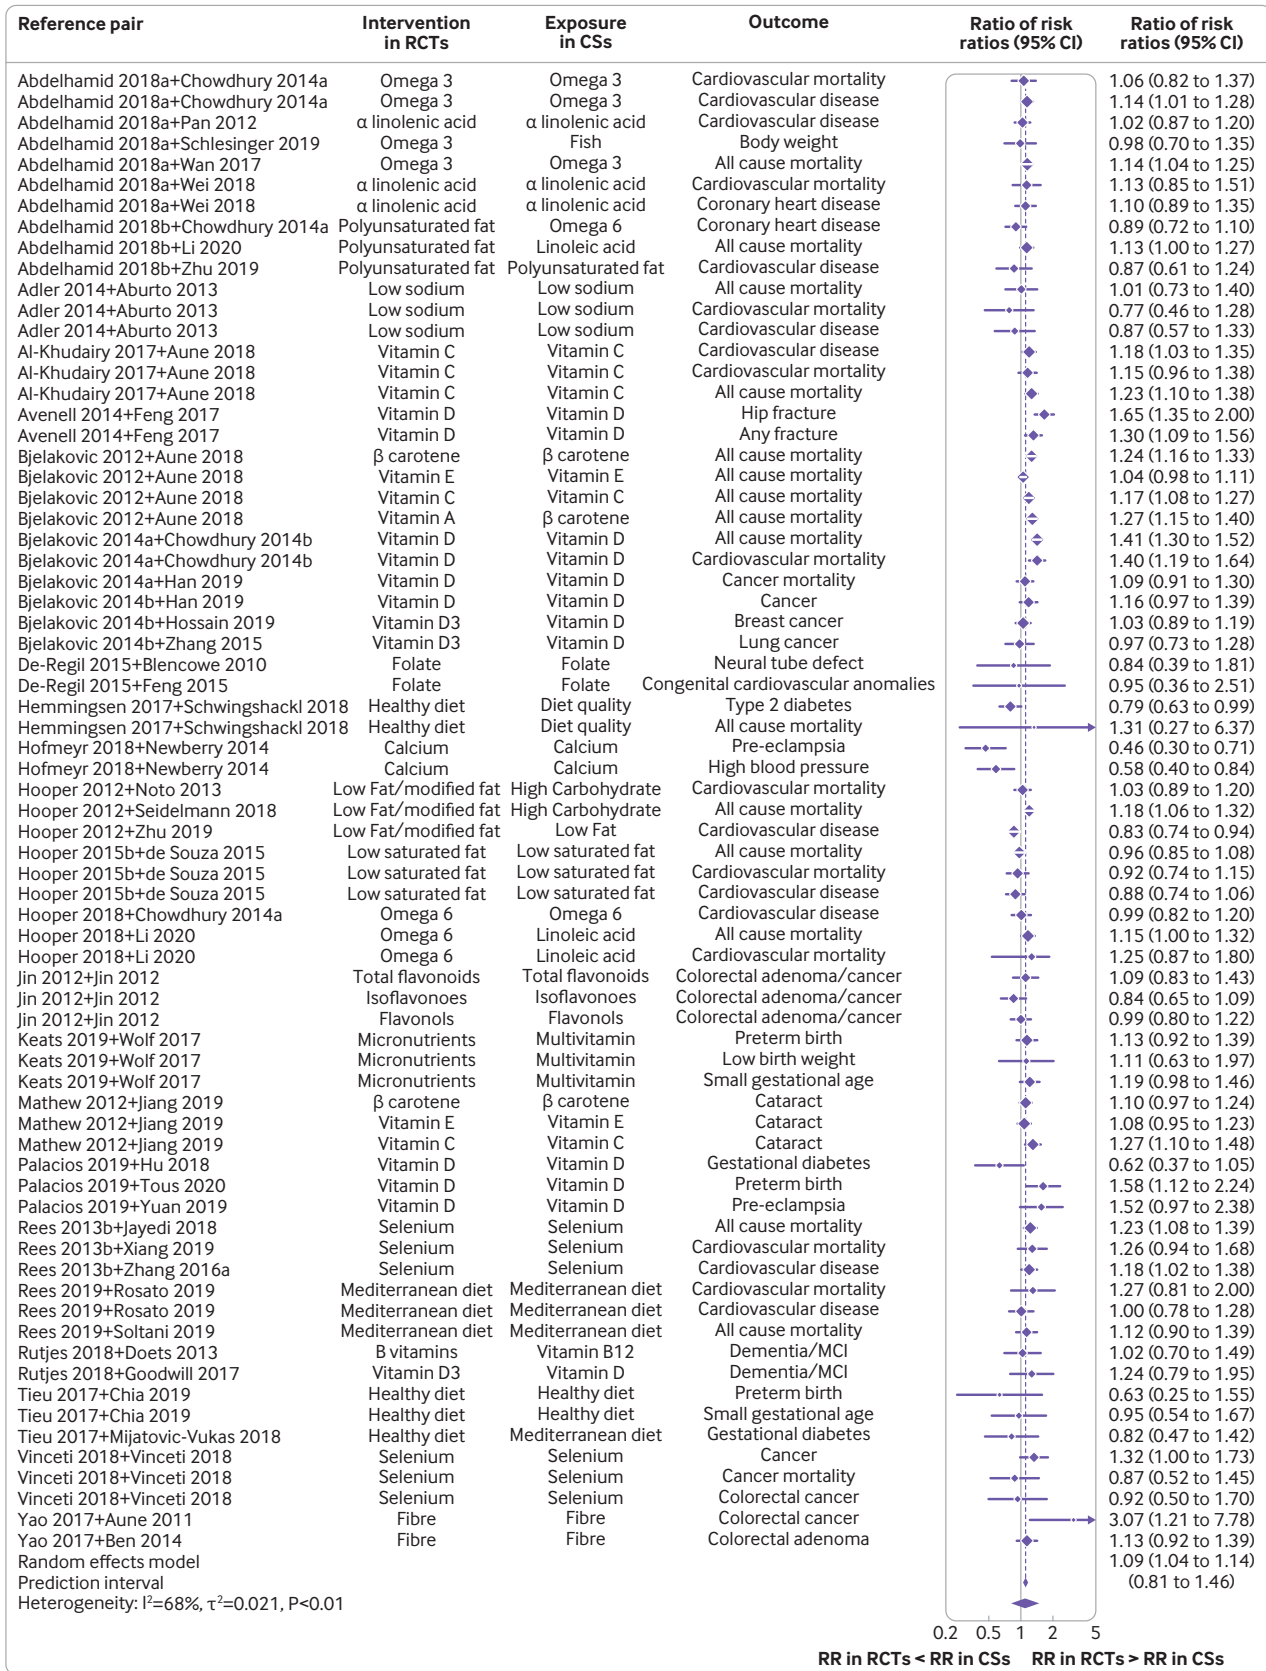 Reference pair Intervention in RCTs Exposure in CSs Outcome Ratio of risk ratios (95% CI) Ratio of risk ratios (95% CI)
Abdelhamid 2018a+Chowdhury 2014a Omega 3 Omega 3 Cardiovascular mortality 1.06 (0.82 to 1.37)
Abdelhamid 2018a+Chowdhury 2014a Omega 3 Omega 3 Cardiovascular disease 1.14 (1.01 to 1.28)
Abdelhamid 2018a+Pan 2012 α linolenic acid α linolenic acid Cardiovascular disease 1.02 (0.87 to 1.20)
Abdelhamid 2018a+Schlesinger 2019 Omega 3 Fish Body weight 0.98 (0.70 to 1.35)
Abdelhamid 2018a+Wan 2017 Omega 3 Omega 3 All cause mortality 1.14 (1.04 to 1.25)
Abdelhamid 2018a+Wei 2018 α linolenic acid α linolenic acid Cardiovascular mortality 1.13 (0.85 to 1.51)
Abdelhamid 2018a+Wei 2018 α linolenic acid α linolenic acid Coronary heart disease 1.10 (0.89 to 1.35)
Abdelhamid 2018b+Chowdhury 2014a Polyunsaturated fat Omega 6 Coronary heart disease 0.89 (0.72 to 1.10)
Abdelhamid 2018b+Li 2020 Polyunsaturated fat Linoleic acid All cause mortality 1.13 (1.00 to 1.27)
Abdelhamid 2018b+Zhu 2019 Polyunsaturated fat Polyunsaturated fat Cardiovascular disease 0.87 (0.61 to 1.24)
Adler 2014+Aburto 2013 Low sodium Low sodium All cause mortality 1.01 (0.73 to 1.40)
Adler 2014+Aburto 2013 Low sodium Low sodium Cardiovascular mortality 0.77 (0.46 to 1.28)
Adler 2014+Aburto 2013 Low sodium Low sodium Cardiovascular disease 0.87 (0.57 to 1.33)
Al-Khudairy 2017+Aune 2018 Vitamin C Vitamin C Cardiovascular disease 1.18 (1.03 to 1.35)
Al-Khudairy 2017+Aune 2018 Vitamin C Vitamin C Cardiovascular mortality 1.15 (0.96 to 1.38)
Al-Khudairy 2017+Aune 2018 Vitamin C Vitamin C All cause mortality 1.23 (1.10 to 1.38)
Avenell 2014+Feng 2017 Vitamin D Vitamin D Hip fracture 1.65 (1.35 to 2.00)
Avenell 2014+Feng 2017 Vitamin D Vitamin D Any fracture 1.30 (1.09 to 1.56)
Bjelakovic 2012+Aune 2018 β carotene β carotene All cause mortality 1.24 (1.16 to 1.33)
Bjelakovic 2012+Aune 2018 Vitamin E Vitamin E All cause mortality 1.04 (0.98 to 1.11)
Bjelakovic 2012+Aune 2018 Vitamin C Vitamin C All cause mortality 1.17 (1.08 to 1.27)
Bjelakovic 2012+Aune 2018 Vitamin A β carotene All cause mortality 1.27 (1.15 to 1.40)
Bjelakovic 2014a+Chowdhury 2014b Vitamin D Vitamin D All cause mortality 1.41 (1.30 to 1.52)
Bjelakovic 2014a+Chowdhury 2014b Vitamin D Vitamin D Cardiovascular mortality 1.40 (1.19 to 1.64)
Bjelakovic 2014a+Han 2019 Vitamin D Vitamin D Cancer mortality 1.09 (0.91 to 1.30)
Bjelakovic 2014b+Han 2019 Vitamin D Vitamin D Cancer 1.16 (0.97 to 1.39)
Bjelakovic 2014b+Hossain 2019 Vitamin D3 Vitamin D Breast cancer 1.03 (0.89 to 1.19)
Bjelakovic 2014b+Zhang 2015 Vitamin D3 Vitamin D Lung cancer 0.97 (0.73 to 1.28)
De-Regil 2015+Blencowe 2010 Folate Folate Neural tube defect 0.84 (0.39 to 1.81)
De-Regil 2015+Feng 2015 Folate Folate Congenital cardiovascular anomalies 0.95 (0.36 to 2.51)
Hemmingsen 2017+Schwingshackl 2018 Healthy diet Diet quality Type 2 diabetes 0.79 (0.63 to 0.99)
Hemmingsen 2017+Schwingshackl 2018 Healthy diet Diet quality All cause mortality 1.31 (0.27 to 6.37)
Hofmeyr 2018+Newberry 2014 Calcium Calcium Pre-eclampsia 0.46 (0.30 to 0.71)
Hofmeyr 2018+Newberry 2014 Calcium Calcium High blood pressure 0.58 (0.40 to 0.84)
Hooper 2012+Noto 2013 Low Fat/modified fat High Carbohydrate Cardiovascular mortality 1.03 (0.89 to 1.20)
Hooper 2012+Seidelmann 2018 Low Fat/modified fat High Carbohydrate All cause mortality 1.18 (1.06 to 1.32)
Hooper 2012+Zhu 2019 Low Fat/modified fat Low Fat Cardiovascular disease 0.83 (0.74 to 0.94)
Hooper 2015b+de Souza 2015 Low saturated fat Low saturated fat All cause mortality 0.96 (0.85 to 1.08)
Hooper 2015b+de Souza 2015 Low saturated fat Low saturated fat Cardiovascular mortality 0.92 (0.74 to 1.15)
Hooper 2015b+de Souza 2015 Low saturated fat Low saturated fat Cardiovascular disease 0.88 (0.74 to 1.06)
Hooper 2018+Chowdhury 2014a Omega 6 Omega 6 Cardiovascular disease 0.99 (0.82 to 1.20)
Hooper 2018+Li 2020 Omega 6 Linoleic acid All cause mortality 1.15 (1.00 to 1.32)
Hooper 2018+Li 2020 Omega 6 Linoleic acid Cardiovascular mortality 1.25 (0.87 to 1.80)
Jin 2012+Jin 2012 Total flavonoids Total flavonoids Colorectal adenoma/cancer 1.09 (0.83 to 1.43)
Jin 2012+Jin 2012 Isoflavonoes Isoflavonoes Colorectal adenoma/cancer 0.84 (0.65 to 1.09)
Jin 2012+Jin 2012 Flavonols Flavonols Colorectal adenoma/cancer 0.99 (0.80 to 1.22)
Keats 2019+Wolf 2017 Micronutrients Multivitamin Preterm birth 1.13 (0.92 to 1.39)
Keats 2019+Wolf 2017 Micronutrients Multivitamin Low birth weight 1.11 (0.63 to 1.97)
Keats 2019+Wolf 2017 Micronutrients Multivitamin Small gestational age 1.19 (0.98 to 1.46)
Mathew 2012+Jiang 2019 β carotene β carotene Cataract 1.10 (0.97 to 1.24)
Mathew 2012+Jiang 2019 Vitamin E Vitamin E Cataract 1.08 (0.95 to 1.23)
Mathew 2012+Jiang 2019 Vitamin C Vitamin C Cataract 1.27 (1.10 to 1.48)
Palacios 2019+Hu 2018 Vitamin D Vitamin D Gestational diabetes 0.62 (0.37 to 1.05)
Palacios 2019+Tous 2020 Vitamin D Vitamin D Preterm birth 1.58 (1.12 to 2.24)
Palacios 2019+Yuan 2019 Vitamin D Vitamin D Pre-eclampsia 1.52 (0.97 to 2.38)
Rees 2013b+Jayedi 2018 Selenium Selenium All cause mortality 1.23 (1.08 to 1.39)
Rees 2013b+Xiang 2019 Selenium Selenium Cardiovascular mortality 1.26 (0.94 to 1.68)
Rees 2013b+Zhang 2016a Selenium Selenium Cardiovascular disease 1.18 (1.02 to 1.38)
Rees 2019+Rosato 2019 Mediterranean diet Mediterranean diet Cardiovascular mortality 1.27 (0.81 to 2.00)
Rees 2019+Rosato 2019 Mediterranean diet Mediterranean diet Cardiovascular disease 1.00 (0.78 to 1.28)
Rees 2019+Soltani 2019 Mediterranean diet Mediterranean diet All cause mortality 1.12 (0.90 to 1.39)
Rutjes 2018+Doets 2013 B vitamins Vitamin B12 Dementia/MCI 1.02 (0.70 to 1.49)
Rutjes 2018+Goodwill 2017 Vitamin D3 Vitamin D Dementia/MCI 1.24 (0.79 to 1.95)
Tieu 2017+Chia 2019 Healthy diet Healthy diet Preterm birth 0.63 (0.25 to 1.55)
Tieu 2017+Chia 2019 Healthy diet Healthy diet Small gestational age 0.95 (0.54 to 1.67)
Tieu 2017+Mijatovic-Vukas 2018 Healthy diet Mediterranean diet Gestational diabetes 0.82 (0.47 to 1.42)
Vinceti 2018+Vinceti 2018 Selenium Selenium Cancer 1.32 (1.00 to 1.73)
Vinceti 2018+Vinceti 2018 Selenium Selenium Cancer mortality 0.87 (0.52 to 1.45)
Vinceti 2018+Vinceti 2018 Selenium Selenium Colorectal cancer 0.92 (0.50 to 1.70)
Yao 2017+Aune 2011 Fibre Fibre Colorectal cancer 3.07 (1.21 to 7.78)
Yao 2017+Ben 2014 Fibre Fibre Colorectal adenoma 1.13 (0.92 to 1.39)
Random effects model 1.09 (1.04 to 1.14)
Prediction interval (0.81 to 1.46)
Heterogeneity: I²=68%, τ²=0.021, P<0.01
0.2 0.5 1 2 5
RR in RCTs < RR in CSs RR in RCTs > RR in CSs